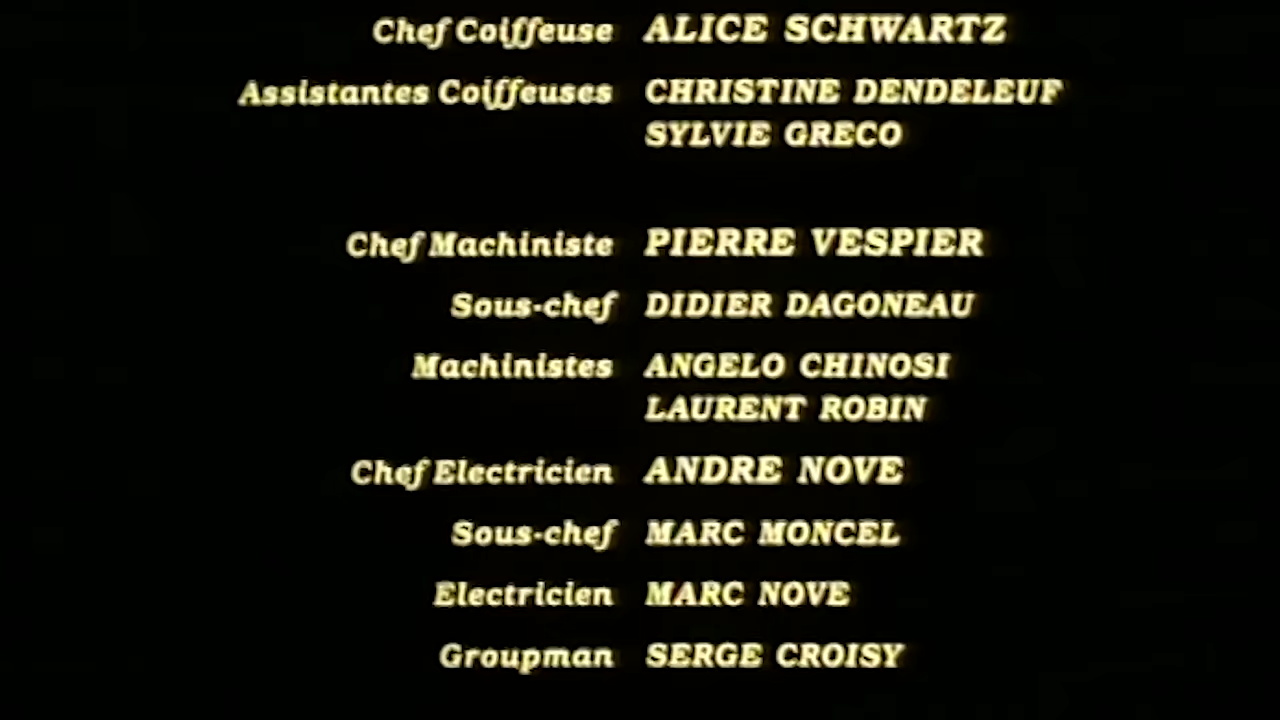 Chef Coiffeuse ALICE SCHWARTZ
Assistantes Coiffeuses CHRISTINE DENDELEUF
SYLVIE GRECO
Chef Machiniste PIERRE VESPIER
Sous-chef DIDIER DAGONEAU
Machinistes ANGELO CHINOSI
LAURENT ROBIN
Chef Electricien ANDRE NOVE
Sous-chef MARC MONCEL
Electricien MARC NOVE
Groupman SERGE CROISY